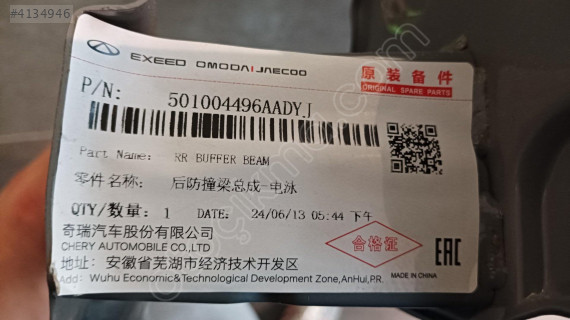 #4134946
EXEED OMODA|JAECOO
原装备件
ORIGINAL SPARE PARTS
P/N: 501004496AADYJ
Part Name: RR BUFFER BEAM
零件名称: 后防撞梁总成-电泳
QTY/数量: 1 DATE: 24/06/13 05:44 下午
奇瑞汽车股份有限公司
CHERY AUTOMOBILE CO.,LTD
合格证
EAC
MADE IN CHINA
地址: 安徽省芜湖市经济技术开发区
Add: Wuhu Economic&Technological Development Zone,AnHui,P.R.